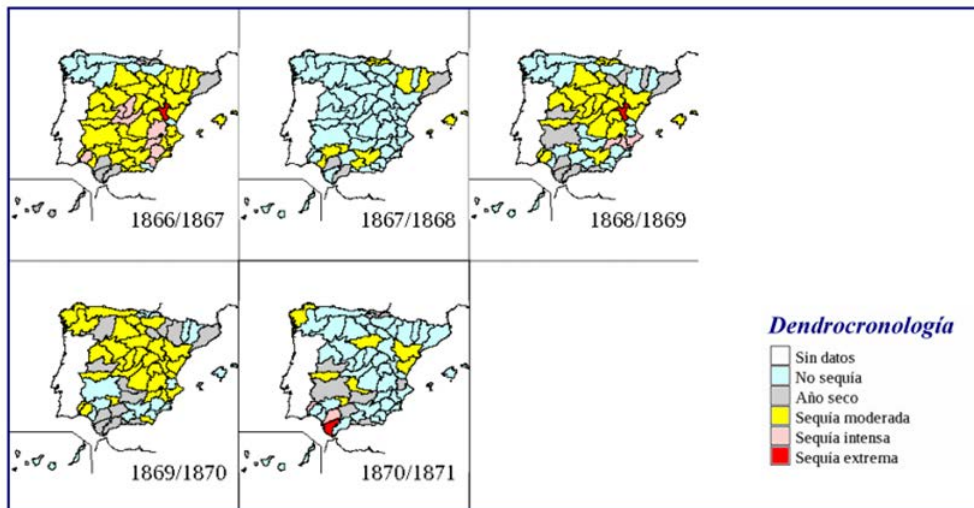 1866/1867
1867/1868
1868/1869
1869/1870
1870/1871
Dendrocronología
Sin datos
No sequía
Año seco
Sequía moderada
Sequía intensa
Sequía extrema